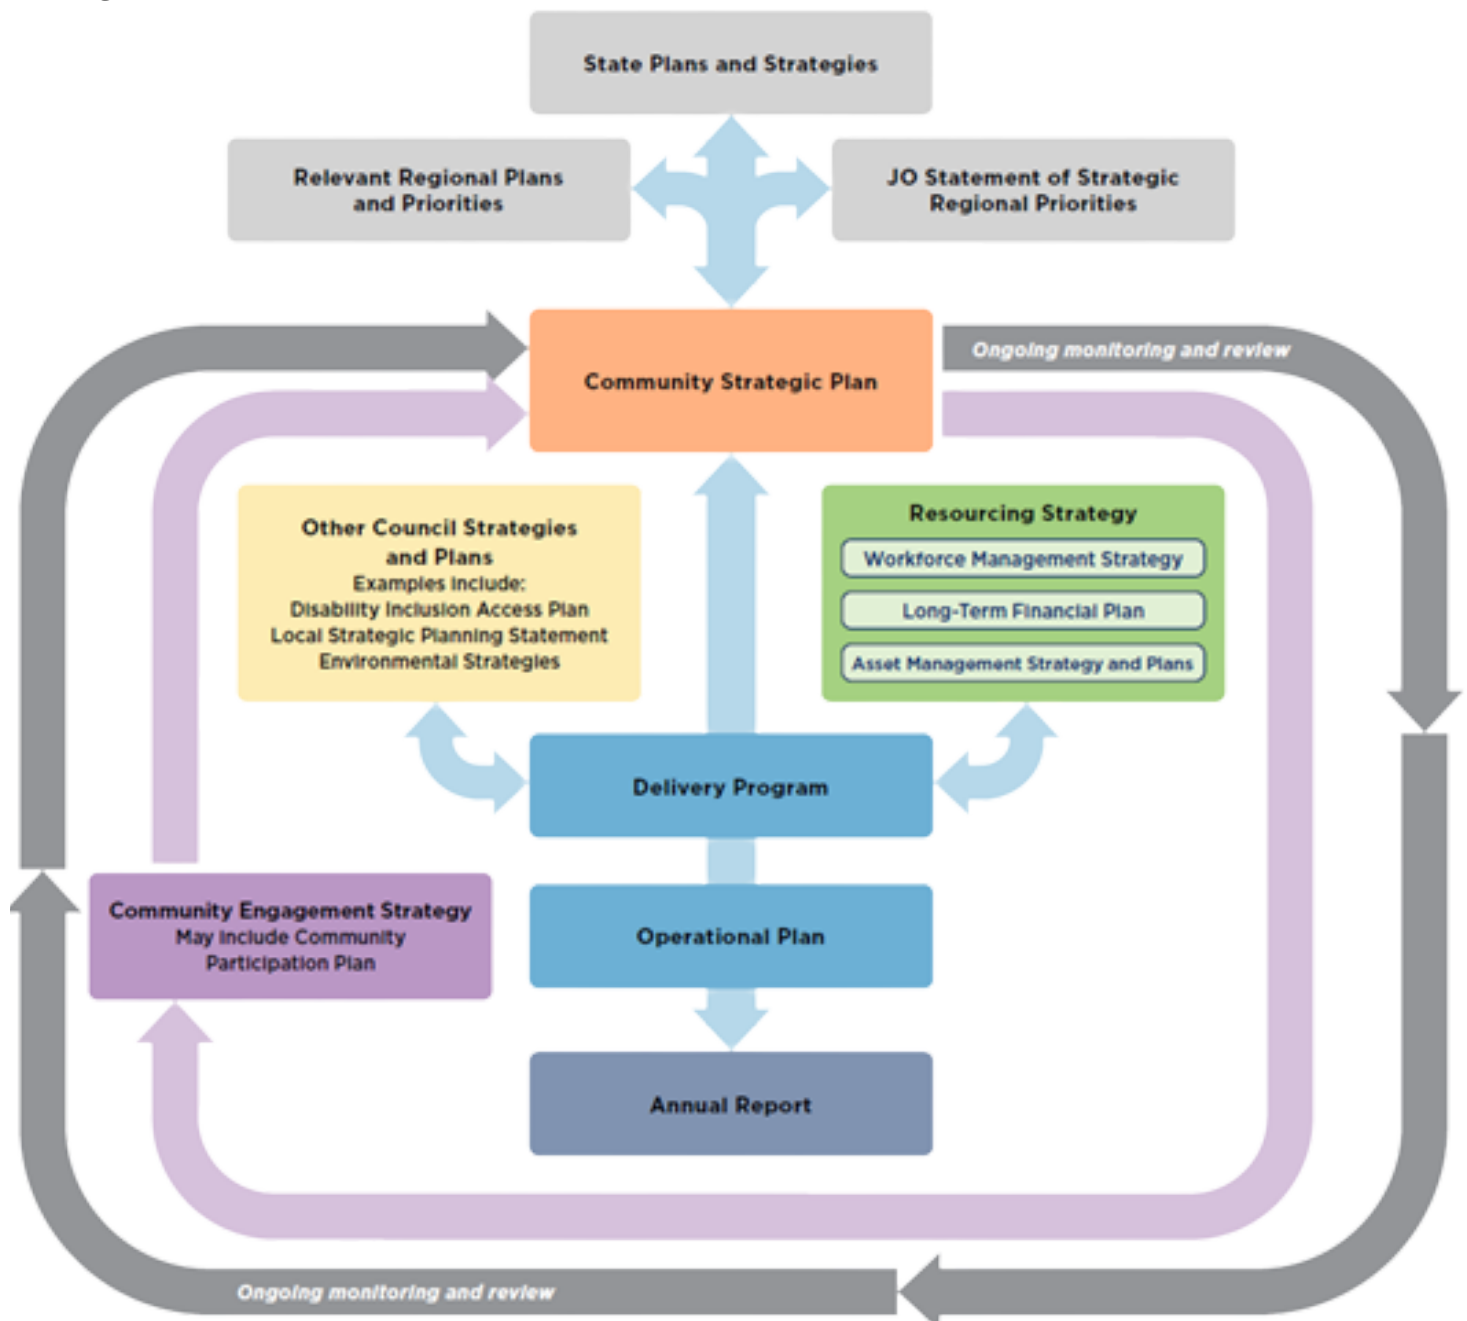 State Plans and Strategies
Relevant Regional Plans
and Priorities
JO Statement of Strategic
Regional Priorities
Ongoing monitoring and review
Community Strategic Plan
Other Council Strategies
and Plans
Examples include:
Disability Inclusion Access Plan
Local Strategic Planning Statement
Environmental Strategies
Resourcing Strategy
Workforce Management Strategy
Long-Term Financial Plan
Asset Management Strategy and Plans
Delivery Program
Community Engagement Strategy
May include Community
Participation Plan
Operational Plan
Annual Report
Ongoing monitoring and review